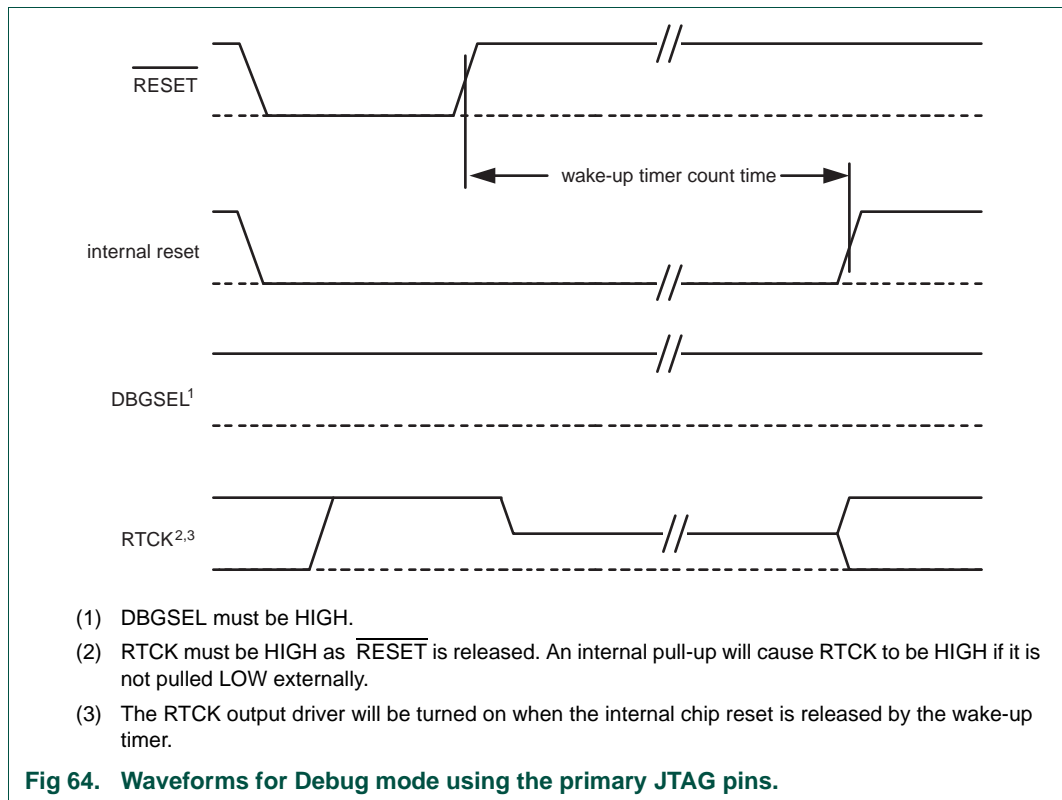 RESET
wake-up timer count time
internal reset
DBGSEL1
RTCK2,3
(1) DBGSEL must be HIGH.
(2) RTCK must be HIGH as RESET is released. An internal pull-up will cause RTCK to be HIGH if it is
not pulled LOW externally.
(3) The RTCK output driver will be turned on when the internal chip reset is released by the wake-up
timer.
Fig 64. Waveforms for Debug mode using the primary JTAG pins.